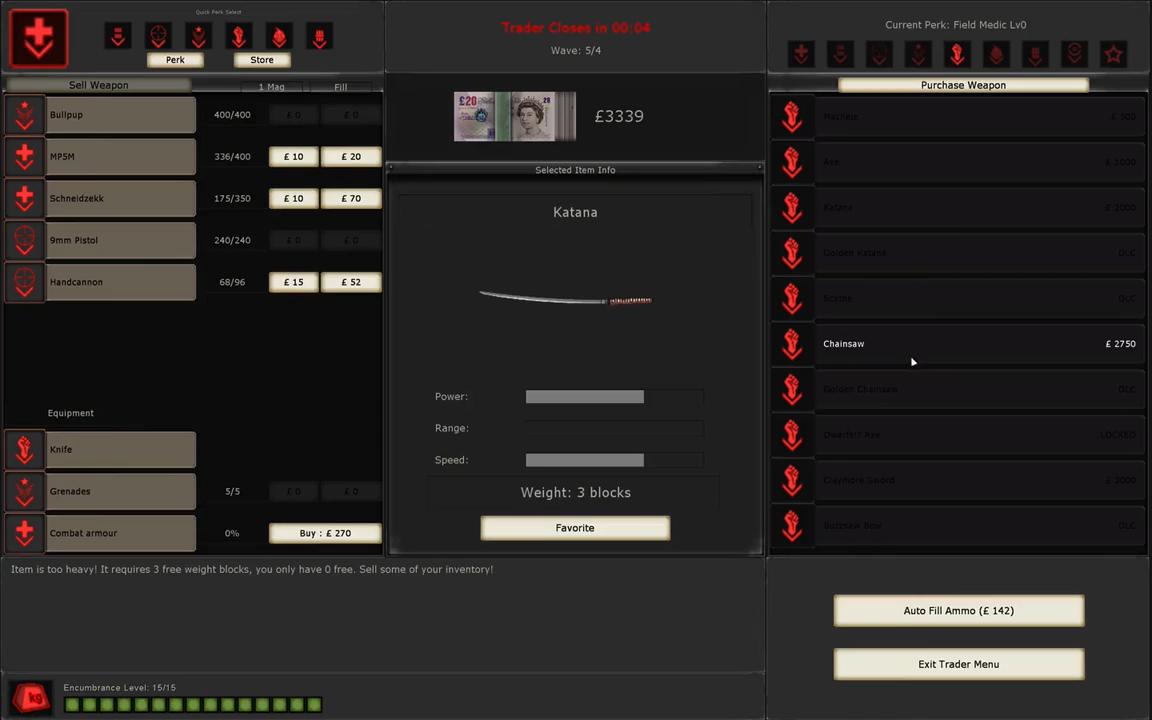 Quick Perk Select
Perk
Store
Trader Closes in 00:04
Wave: 5/4
Current Perk: Field Medic Lv0
Sell Weapon
1 Mag
Fill
Bullpup
400/400
£ 0
£ 0
MP5M
336/400
£ 10
£ 20
Schneidzekk
175/350
£ 10
£ 70
9mm Pistol
240/240
£ 0
£ 0
Handcannon
68/96
£ 15
£ 52
Equipment
Knife
Grenades
5/5
£ 0
£ 0
Combat armour
0%
Buy : £ 270
£20
£3339
Selected Item Info
Katana
Power:
Range:
Speed:
Weight: 3 blocks
Favorite
Purchase Weapon
Machete
£ 500
Axe
£ 1000
Katana
£ 2000
Golden Katana
DLC
Scythe
DLC
Chainsaw
£ 2750
Golden Chainsaw
DLC
Dwarfs!? Axe
LOCKED
Claymore Sword
£ 3000
Buzzsaw Bow
DLC
Item is too heavy! It requires 3 free weight blocks, you only have 0 free. Sell some of your inventory!
Auto Fill Ammo (£ 142)
Exit Trader Menu
kg
Encumbrance Level: 15/15